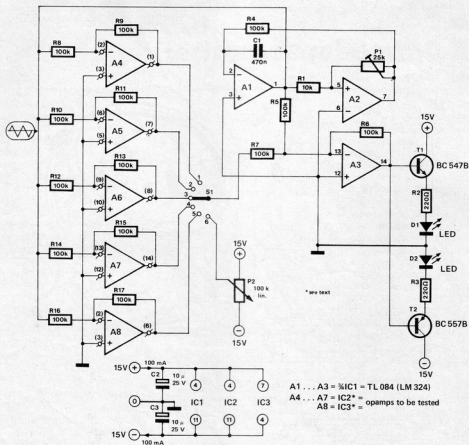 R9
100k
R8
100k
(2)
(3)
A4
(1)
R11
100k
R10
100k
(6)
(5)
A5
(7)
R13
100k
R12
100k
(9)
(10)
A6
(8)
R15
100k
R14
100k
(13)
(12)
A7
(14)
R17
100k
R16
100k
(2)
(3)
A8
(6)
1
2
3
4
5
6
S1
R4
100k
C1
470n
2
3
A1
1
R1
10k
R5
100k
P1
25k
5
6
A2
7
R7
100k
R6
100k
13
12
A3
14
15V
T1
BC 547B
R2
220Ω
D1
LED
D2
LED
R3
220Ω
T2
BC557B
15V
15V
P2
100 k
lin.
15V
* see text
15V
100 mA
C2
10 µ
25 V
0
C3
10 µ
25 V
15V
100 mA
4
IC1
11
4
IC2
11
7
IC3
4
A1 . . . A3 = ¾IC1 = TL 084 (LM 324)
A4 . . . A7 = IC2* =
A8 = IC3* =
opamps to be tested